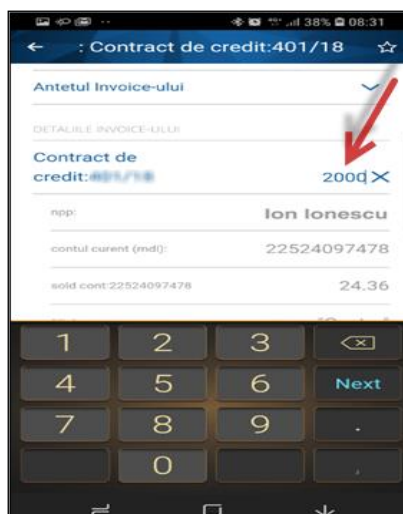 38% 08:31
: Contract de credit:401/18
Antetul Invoice-ului
DETALIILE INVOICE-ULUI
Contract de
credit: 2000
npp: Ion Ionescu
contul curent (mdl): 22524097478
sold cont:22524097478 24.36
1 2 3
4 5 6 Next
7 8 9 .
0 ,